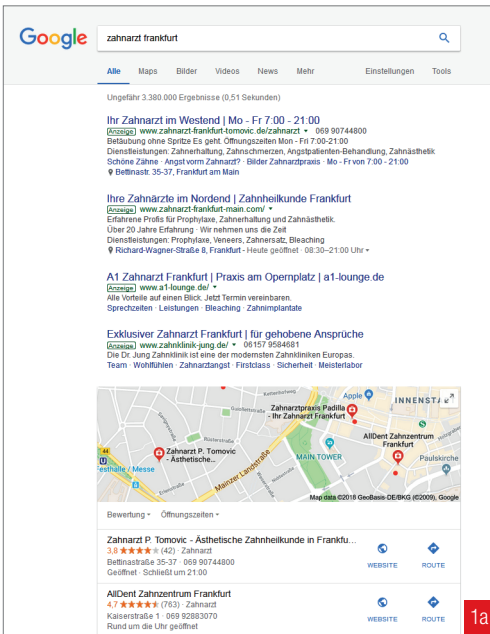 Google
zahnarzt frankfurt
Alle Maps Bilder Videos News Mehr Einstellungen Tools
Ungefähr 3.380.000 Ergebnisse (0,51 Sekunden)
Ihr Zahnarzt im Westend | Mo - Fr 7:00 - 21:00
Anzeige www.zahnarzt-frankfurt-tomovic.de/zahnarzt 069 90744800
Betäubung ohne Spritze Es geht. Öffnungszeiten Mon - Fri 7:00-21:00
Dienstleistungen: Zahnerhaltung, Zahnschmerzen, Angstpatienten-Behandlung, Zahnästhetik
Schöne Zähne · Angst vorm Zahnarzt? · Bilder Zahnarztpraxis · Mo - Fr von 7:00 - 21:00
Bettinastr. 35-37, Frankfurt am Main
Ihre Zahnärzte im Nordend | Zahnheilkunde Frankfurt
Anzeige www.zahnarzt-frankfurt-main.com/
Erfahrene Profis für Prophylaxe, Zahnerhaltung und Zahnästhetik.
Über 20 Jahre Erfahrung · Wir nehmen uns die Zeit
Dienstleistungen: Prophylaxe, Veneers, Zahnersatz, Bleaching
Richard-Wagner-Straße 8, Frankfurt - Heute geöffnet · 08:30–21:00 Uhr
A1 Zahnarzt Frankfurt | Praxis am Opernplatz | a1-lounge.de
Anzeige www.a1-lounge.de/
Alle Vorteile auf einen Blick. Jetzt Termin vereinbaren.
Sprechzeiten · Leistungen · Bleaching · Zahnimplantate
Exklusiver Zahnarzt Frankfurt | für gehobene Ansprüche
Anzeige www.zahnklinik-jung.de/ 06157 9584681
Die Dr. Jung Zahnklinik ist eine der modernsten Zahnkliniken Europas.
Team · Wohlfühlen · Zahnarztangst · Firstclass · Sicherheit · Meisterlabor
Apple
INNENSTA
Zahnarztpraxis Padilla
- Ihr Zahnarzt Frankfurt
AllDent Zahnzentrum
Frankfurt
Zahnarzt P. Tomovic
- Ästhetische...
MAIN TOWER
Paulskirche
44
Festhalle / Messe
Mainzer Landstraße
Map data ©2018 GeoBasis-DE/BKG (©2009), Google
Bewertung Öffnungszeiten
Zahnarzt P. Tomovic - Ästhetische Zahnheilkunde in Frankfu...
3,8 (42) · Zahnarzt
Bettinastraße 35-37 · 069 90744800
Geöffnet · Schließt um 21:00
WEBSITE ROUTE
AllDent Zahnzentrum Frankfurt
4,7 (763) · Zahnarzt
Kaiserstraße 1 · 069 92883070
Rund um die Uhr geöffnet
WEBSITE ROUTE
1a